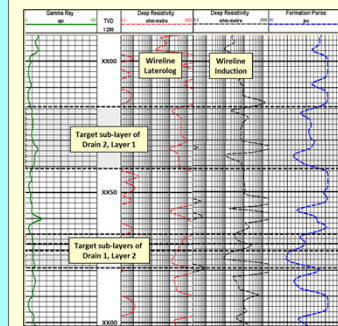 Gamma Ray
api
TVD
1:200
Deep Resistivity
ohm-metre
Deep Resistivity
ohm-metre
Formation Poros
pu
Wireline
Laterolog
Wireline
Induction
XX00
Target sub-layer of
Drain 2, Layer 1
XX50
Target sub-layers of
Drain 1, Layer 2
XX00